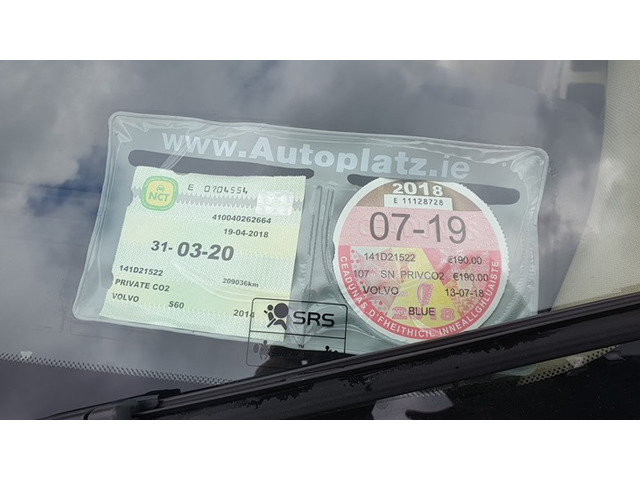 www.Autoplatz.ie
NCT
E 0704554
410040262664
19-04-2018
31-03-20
141D21522
209036km
PRIVATE CO2
VOLVO S60 2014
2018
E 11128728
07-19
141D21522 €190.00
107 SN PRIVCO2 €190.00
VOLVO 13-07-18
BLUE
2018
CEADUNAS D'FHEITHICIL INNEALLGHLUAISTE
SRS